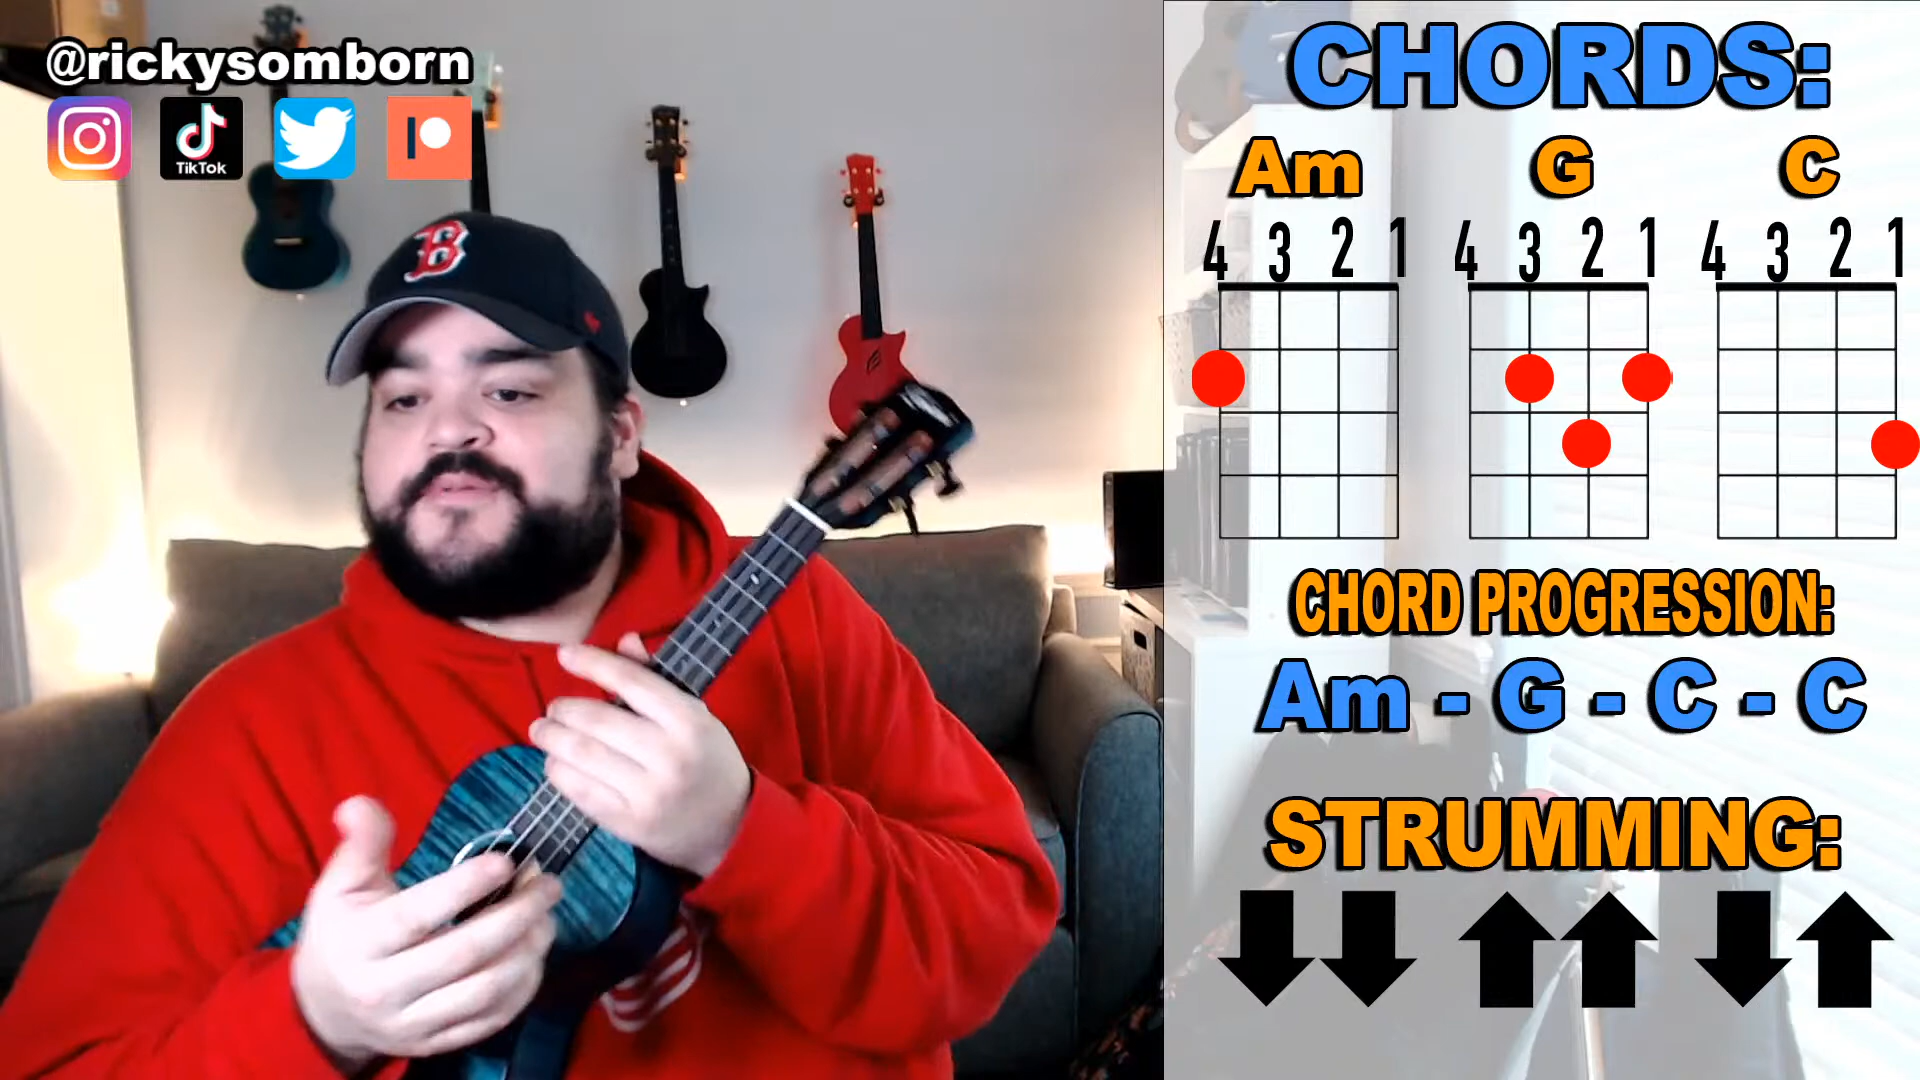 @rickysomborn
TikTok
B
CHORDS:
Am G C
4 3 2 1 4 3 2 1 4 3 2 1
CHORD PROGRESSION:
Am - G - C - C
STRUMMING: